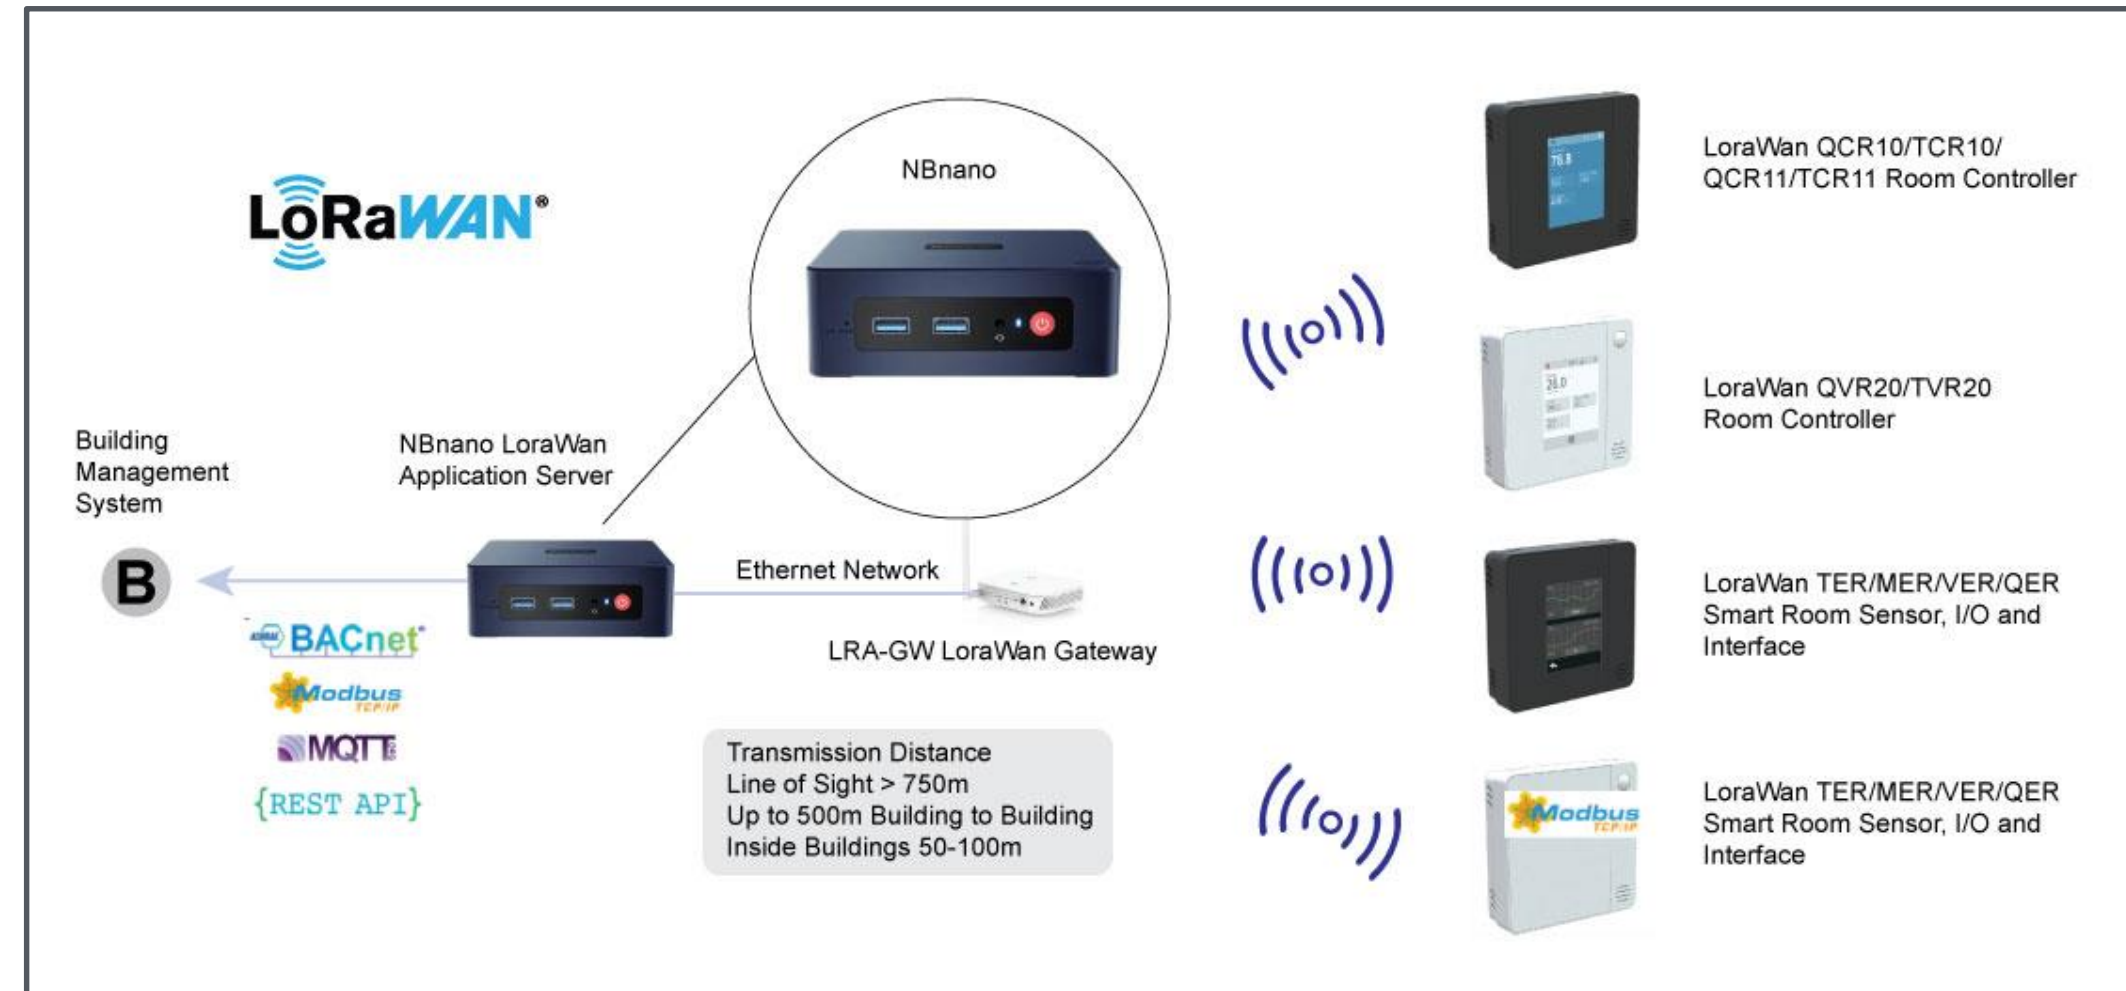 LoRaWAN®
NBnano
LoraWan QCR10/TCR10/
QCR11/TCR11 Room Controller
LoraWan QVR20/TVR20
Room Controller
Building
Management
System
NBnano LoraWan
Application Server
B
Ethernet Network
LRA-GW LoraWan Gateway
BACnet
Modbus
TCP/IP
MQTT
{REST API}
Transmission Distance
Line of Sight > 750m
Up to 500m Building to Building
Inside Buildings 50-100m
LoraWan TER/MER/VER/QER
Smart Room Sensor, I/O and
Interface
Modbus
TCP/IP
LoraWan TER/MER/VER/QER
Smart Room Sensor, I/O and
Interface